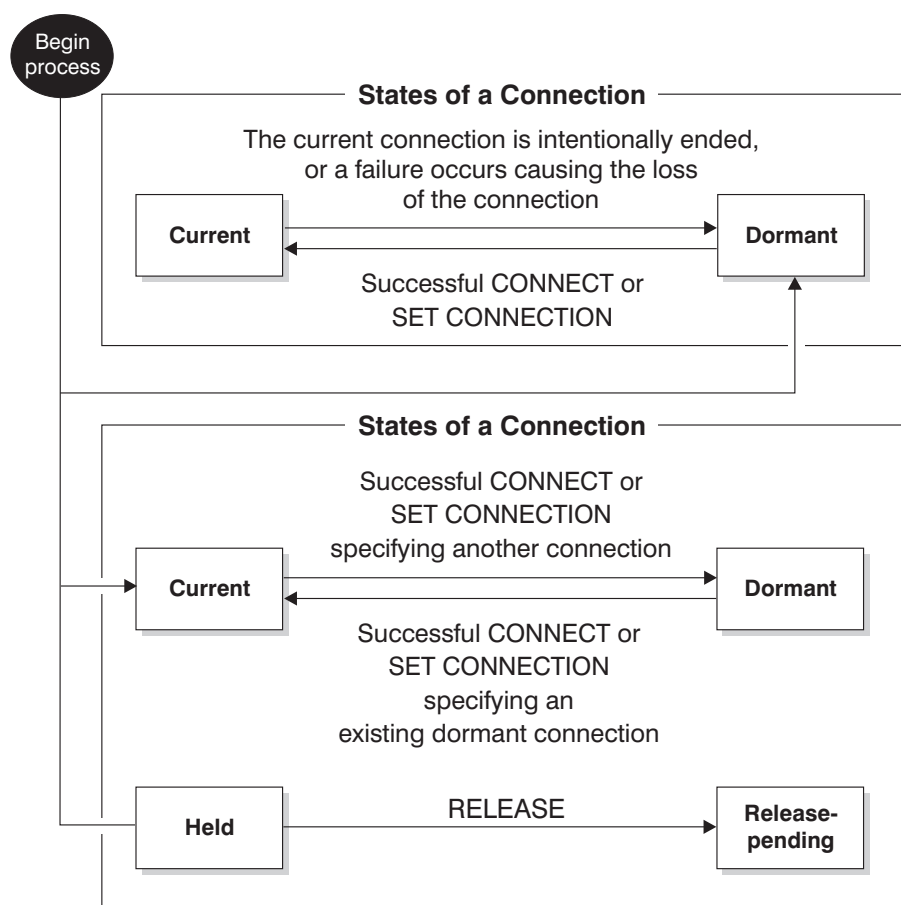 Begin
process
States of a Connection
The current connection is intentionally ended,
or a failure occurs causing the loss
of the connection
Current
Dormant
Successful CONNECT or
SET CONNECTION
States of a Connection
Successful CONNECT or
SET CONNECTION
specifying another connection
Current
Dormant
Successful CONNECT or
SET CONNECTION
specifying an
existing dormant connection
Held
RELEASE
Release-
pending